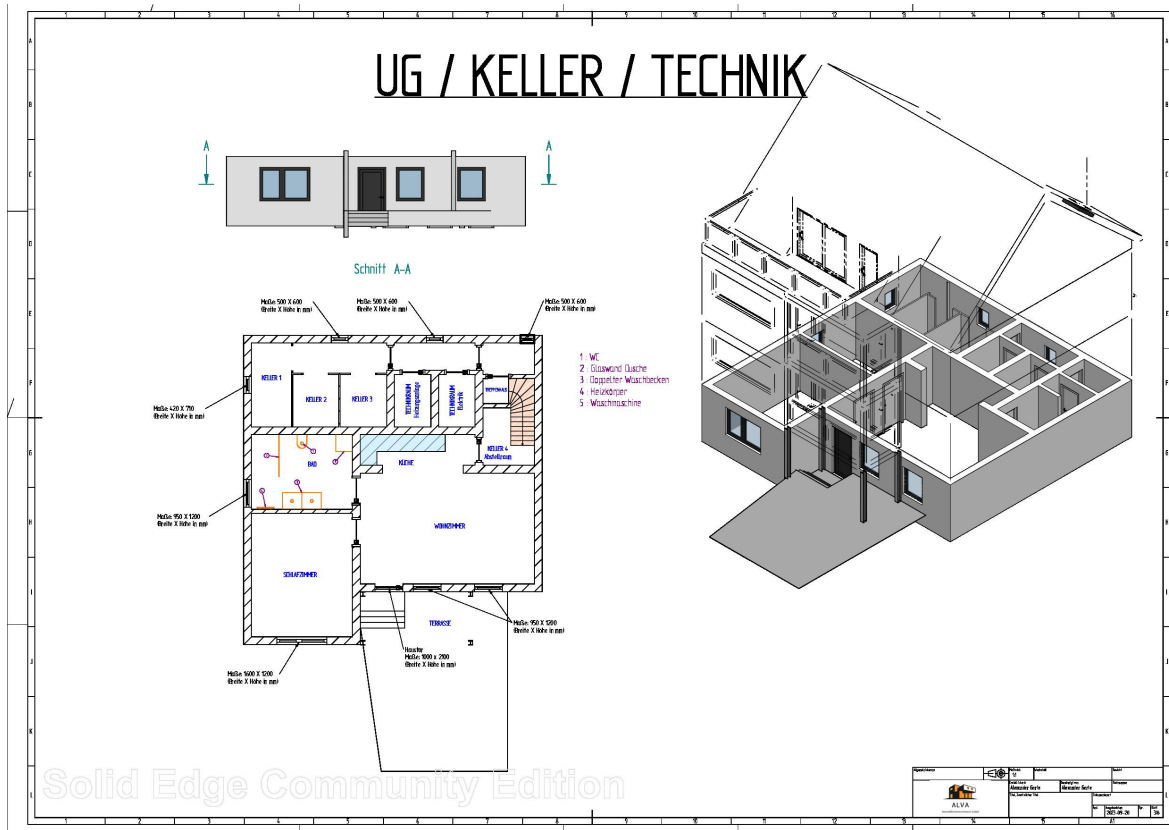 UG / KELLER / TECHNIK
A
A
Schnitt A-A
Maße: 500 X 600
(Breite X Höhe in mm)
Maße: 500 X 600
(Breite X Höhe in mm)
Maße: 500 X 600
(Breite X Höhe in mm)
1 : WC
2 : Glaswand Dusche
3 : Doppelter Waschbecken
4 : Heizkörper
5 : Waschmaschine
KELLER 1
KELLER 2
KELLER 3
TECHNIKRAUM
Heizungsanlage
TECHNIKRAUM
Elektrik
Maße: 420 X 710
(Breite X Höhe in mm)
KELLER 4
Abstellraum
BAD
KÜCHE
Maße: 950 X 1200
(Breite X Höhe in mm)
WOHNZIMMER
SCHLAFZIMMER
TERRASSE
Maße: 950 X 1200
(Breite X Höhe in mm)
Haustür
Maße: 1000 x 2100
(Breite X Höhe in mm)
Maße: 1600 X 1200
(Breite X Höhe in mm)
Solid Edge Community Edition
ALVA
A1